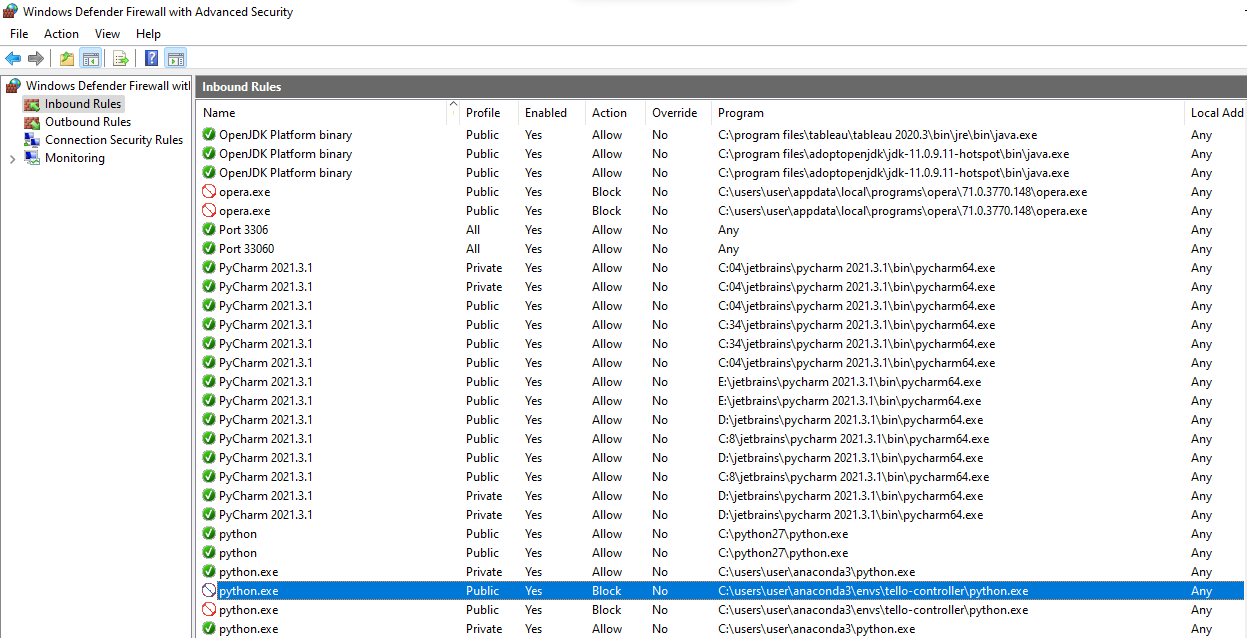 Windows Defender Firewall with Advanced Security
File Action View Help
Windows Defender Firewall wit
Inbound Rules
Outbound Rules
Connection Security Rules
Monitoring
Inbound Rules
Name Profile Enabled Action Override Program Local Add
OpenJDK Platform binary Public Yes Allow No C:\program files\tableau\tableau 2020.3\bin\jre\bin\java.exe Any
OpenJDK Platform binary Public Yes Allow No C:\program files\adoptopenjdk\jdk-11.0.9.11-hotspot\bin\java.exe Any
OpenJDK Platform binary Public Yes Allow No C:\program files\adoptopenjdk\jdk-11.0.9.11-hotspot\bin\java.exe Any
opera.exe Public Yes Block No C:\users\user\appdata\local\programs\opera\71.0.3770.148\opera.exe Any
opera.exe Public Yes Block No C:\users\user\appdata\local\programs\opera\71.0.3770.148\opera.exe Any
Port 3306 All Yes Allow No Any Any
Port 33060 All Yes Allow No Any Any
PyCharm 2021.3.1 Private Yes Allow No C:04\jetbrains\pycharm 2021.3.1\bin\pycharm64.exe Any
PyCharm 2021.3.1 Private Yes Allow No C:04\jetbrains\pycharm 2021.3.1\bin\pycharm64.exe Any
PyCharm 2021.3.1 Public Yes Allow No C:04\jetbrains\pycharm 2021.3.1\bin\pycharm64.exe Any
PyCharm 2021.3.1 Public Yes Allow No C:34\jetbrains\pycharm 2021.3.1\bin\pycharm64.exe Any
PyCharm 2021.3.1 Public Yes Allow No C:34\jetbrains\pycharm 2021.3.1\bin\pycharm64.exe Any
PyCharm 2021.3.1 Public Yes Allow No C:04\jetbrains\pycharm 2021.3.1\bin\pycharm64.exe Any
PyCharm 2021.3.1 Public Yes Allow No E:\jetbrains\pycharm 2021.3.1\bin\pycharm64.exe Any
PyCharm 2021.3.1 Public Yes Allow No E:\jetbrains\pycharm 2021.3.1\bin\pycharm64.exe Any
PyCharm 2021.3.1 Public Yes Allow No D:\jetbrains\pycharm 2021.3.1\bin\pycharm64.exe Any
PyCharm 2021.3.1 Public Yes Allow No C:8\jetbrains\pycharm 2021.3.1\bin\pycharm64.exe Any
PyCharm 2021.3.1 Public Yes Allow No D:\jetbrains\pycharm 2021.3.1\bin\pycharm64.exe Any
PyCharm 2021.3.1 Public Yes Allow No C:8\jetbrains\pycharm 2021.3.1\bin\pycharm64.exe Any
PyCharm 2021.3.1 Private Yes Allow No D:\jetbrains\pycharm 2021.3.1\bin\pycharm64.exe Any
PyCharm 2021.3.1 Private Yes Allow No D:\jetbrains\pycharm 2021.3.1\bin\pycharm64.exe Any
python Public Yes Allow No C:\python27\python.exe Any
python Public Yes Allow No C:\python27\python.exe Any
python.exe Private Yes Allow No C:\users\user\anaconda3\python.exe Any
python.exe Public Yes Block No C:\users\user\anaconda3\envs\tello-controller\python.exe Any
python.exe Public Yes Block No C:\users\user\anaconda3\envs\tello-controller\python.exe Any
python.exe Private Yes Allow No C:\users\user\anaconda3\python.exe Any